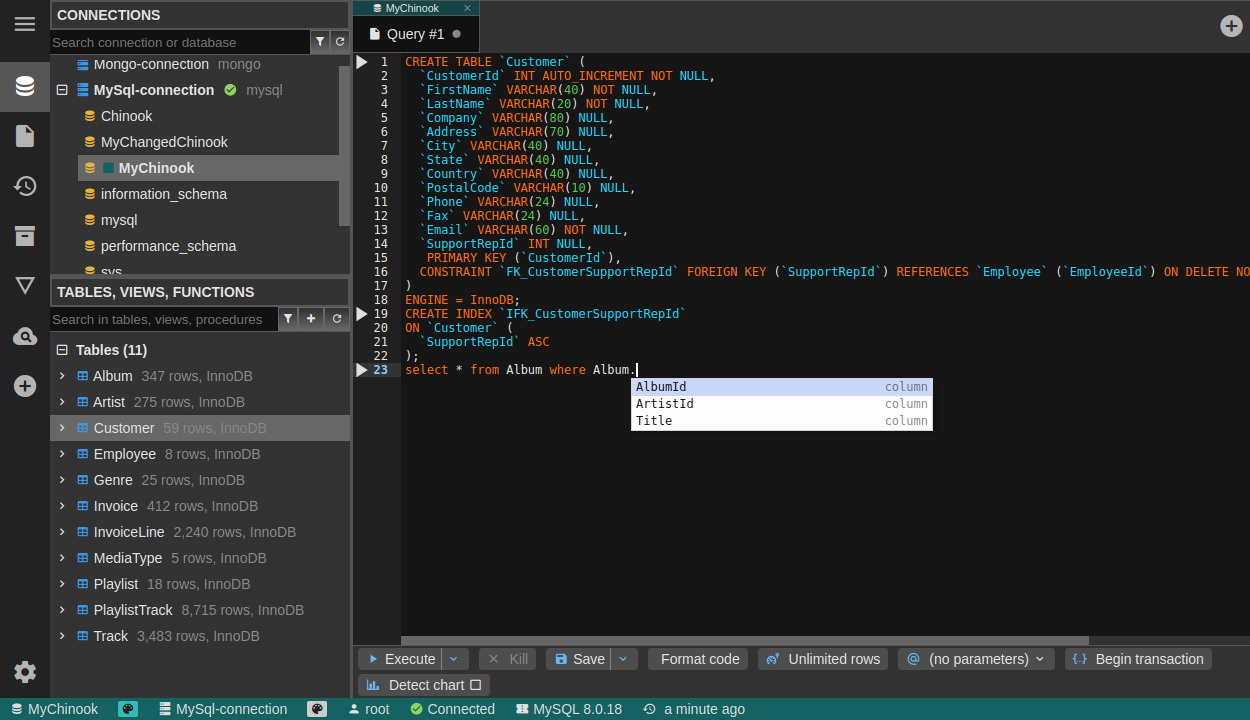 CONNECTIONS
Search connection or database
Mongo-connection mongo
MySql-connection mysql
Chinook
MyChangedChinook
MyChinook
information_schema
mysql
performance_schema
sys
TABLES, VIEWS, FUNCTIONS
Search in tables, views, procedures
Tables (11)
Album 347 rows, InnoDB
Artist 275 rows, InnoDB
Customer 59 rows, InnoDB
Employee 8 rows, InnoDB
Genre 25 rows, InnoDB
Invoice 412 rows, InnoDB
InvoiceLine 2,240 rows, InnoDB
MediaType 5 rows, InnoDB
Playlist 18 rows, InnoDB
PlaylistTrack 8,715 rows, InnoDB
Track 3,483 rows, InnoDB
MyChinook
Query #1
1 CREATE TABLE `Customer` (
2 `CustomerId` INT AUTO_INCREMENT NOT NULL,
3 `FirstName` VARCHAR(40) NOT NULL,
4 `LastName` VARCHAR(20) NOT NULL,
5 `Company` VARCHAR(80) NULL,
6 `Address` VARCHAR(70) NULL,
7 `City` VARCHAR(40) NULL,
8 `State` VARCHAR(40) NULL,
9 `Country` VARCHAR(40) NULL,
10 `PostalCode` VARCHAR(10) NULL,
11 `Phone` VARCHAR(24) NULL,
12 `Fax` VARCHAR(24) NULL,
13 `Email` VARCHAR(60) NOT NULL,
14 `SupportRepId` INT NULL,
15 PRIMARY KEY (`CustomerId`),
16 CONSTRAINT `FK_CustomerSupportRepId` FOREIGN KEY (`SupportRepId`) REFERENCES `Employee` (`EmployeeId`) ON DELETE NO
17 )
18 ENGINE = InnoDB;
19 CREATE INDEX `IFK_CustomerSupportRepId`
20 ON `Customer` (
21 `SupportRepId` ASC
22 );
23 select * from Album where Album.
AlbumId column
ArtistId column
Title column
Execute Kill Save Format code Unlimited rows (no parameters) Begin transaction
Detect chart
MyChinook MySql-connection root Connected MySQL 8.0.18 a minute ago